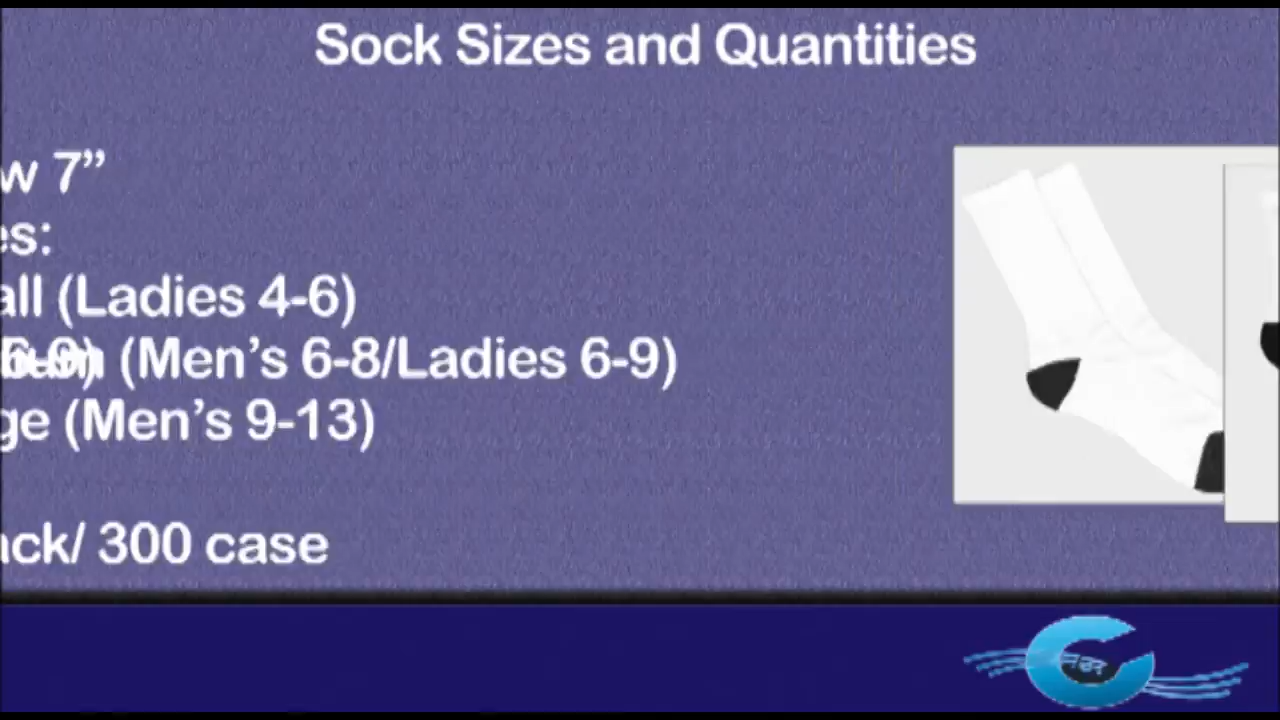 Sock Sizes and Quantities
w 7”
es:
all (Ladies 4-6)
(Men’s 6-8/Ladies 6-9)
ge (Men’s 9-13)
ack/ 300 case